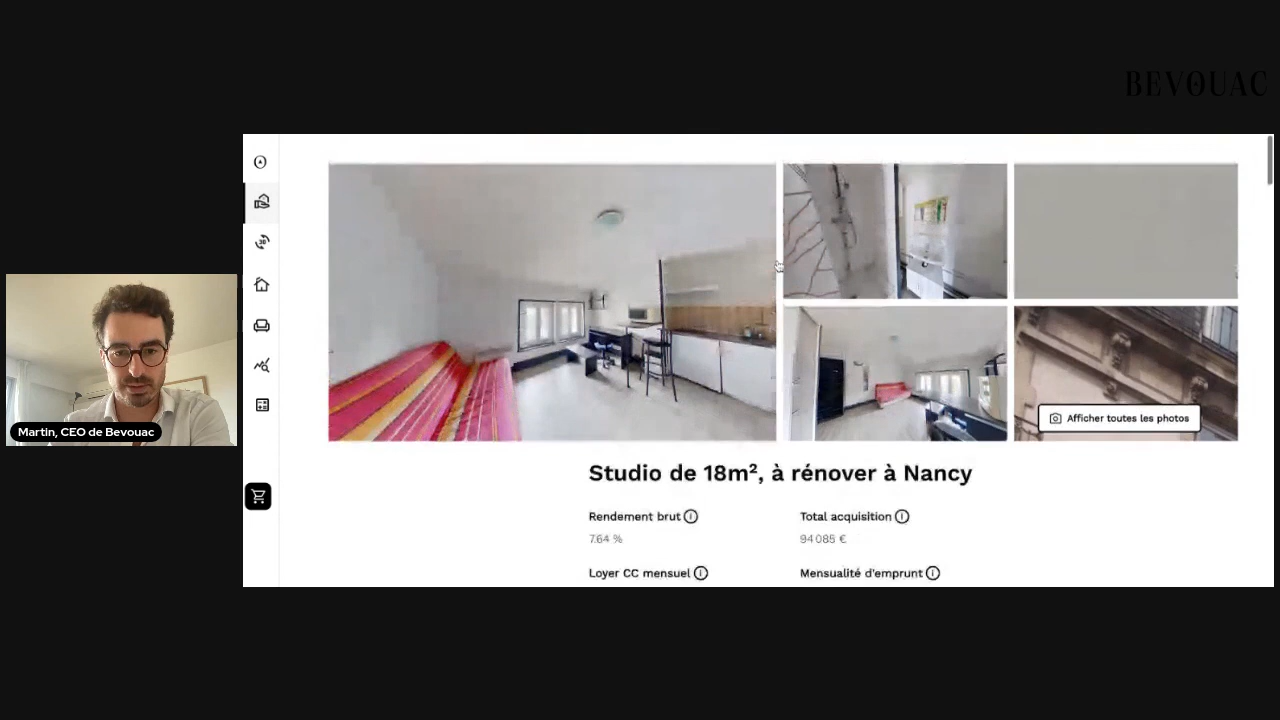 BEVOUAC
Martin, CEO de Bevouac
Afficher toutes les photos
Studio de 18m², à rénover à Nancy
Rendement brut
Total acquisition
7.64 %
94 085 €
Loyer CC mensuel
Mensualité d'emprunt